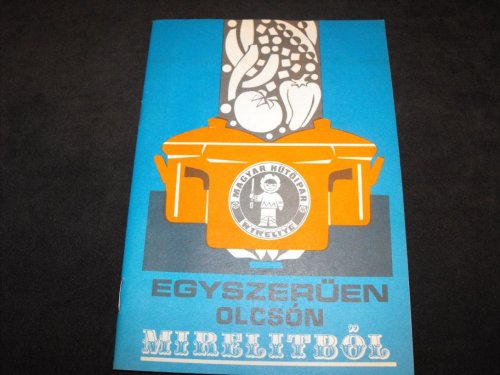 MAGYAR HŰTŐIPAR
MIRELITE
EGYSZERŰEN
OLCSÓN
MIRELITBŐL